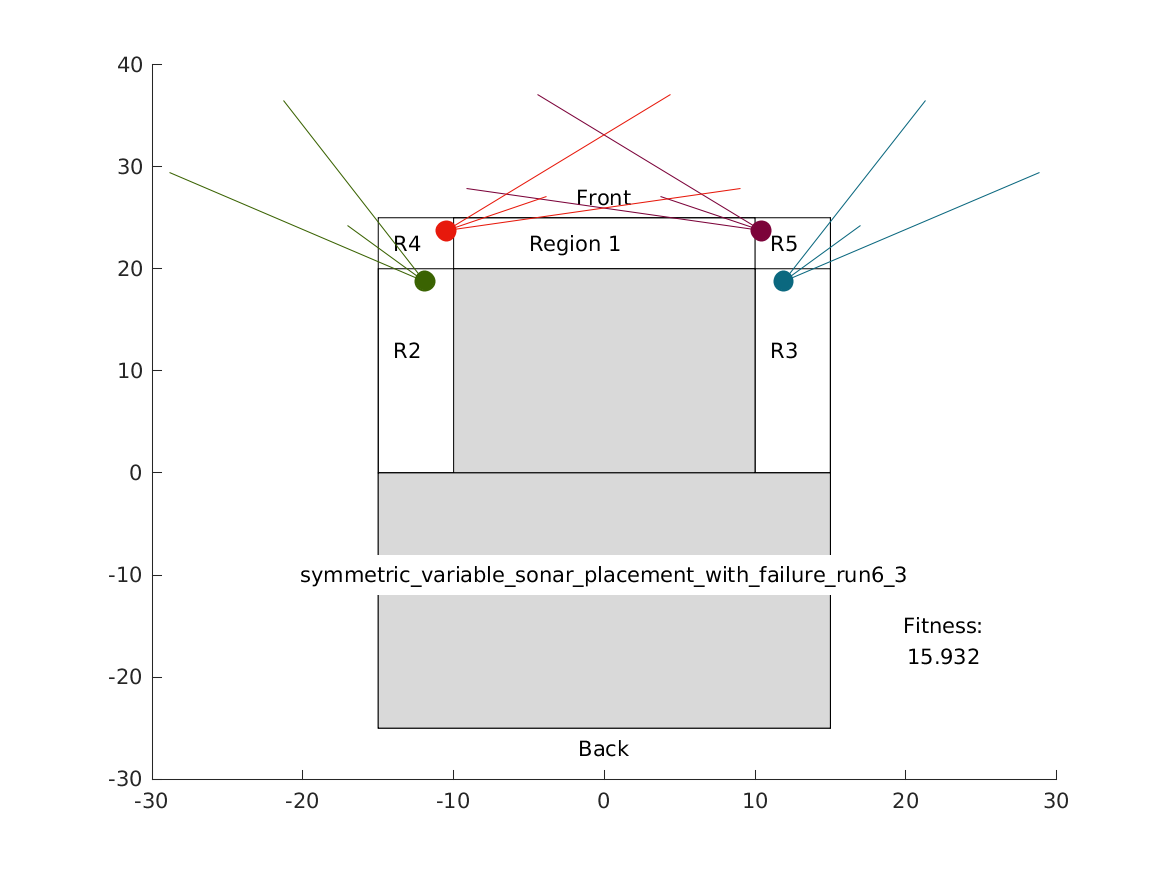 40
30
Front
R4
Region 1
R5
20
R2
R3
10
0
-10
symmetric_variable_sonar_placement_with_failure_run6_3
Fitness:
15.932
-20
Back
-30
-30
-20
-10
0
10
20
30